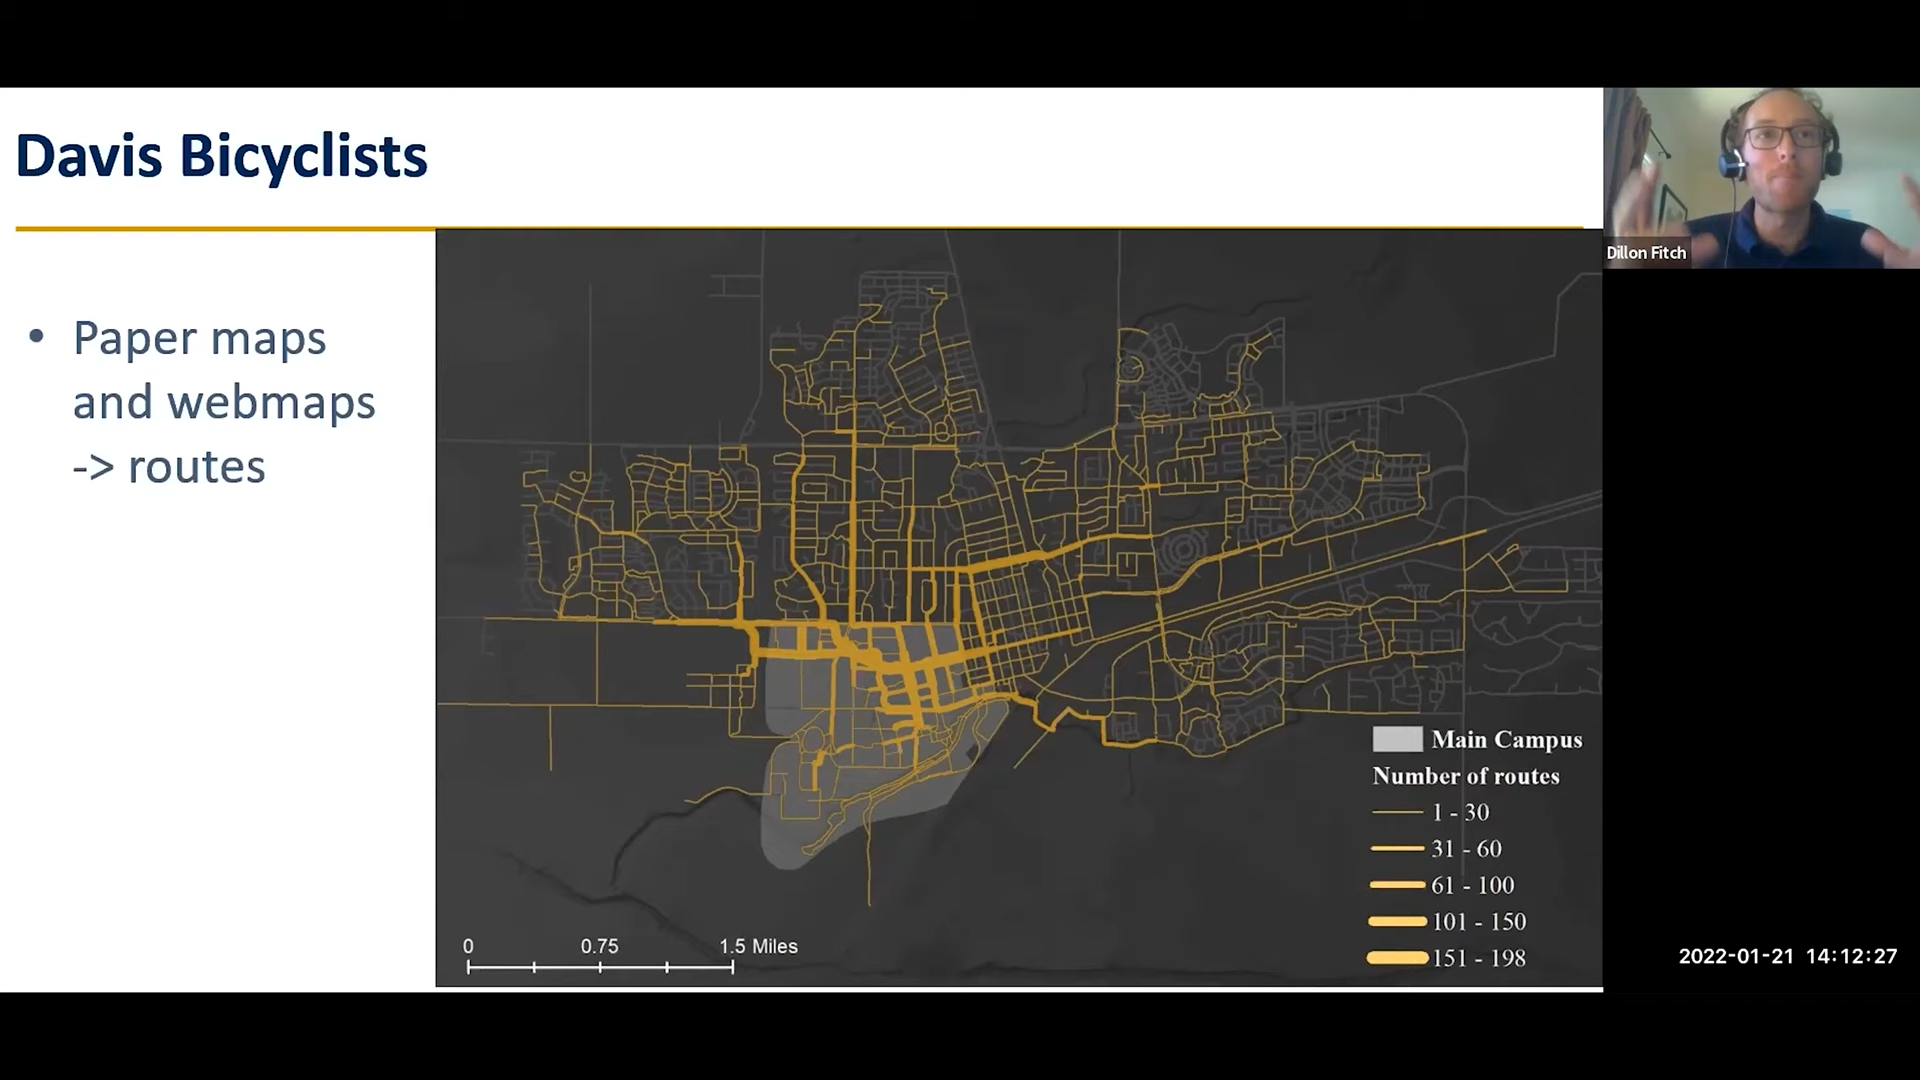 Davis Bicyclists
• Paper maps
and webmaps
-> routes
Main Campus
Number of routes
1 - 30
31 - 60
61 - 100
101 - 150
151 - 198
0 0.75 1.5 Miles
Dillon Fitch
2022-01-21 14:12:27